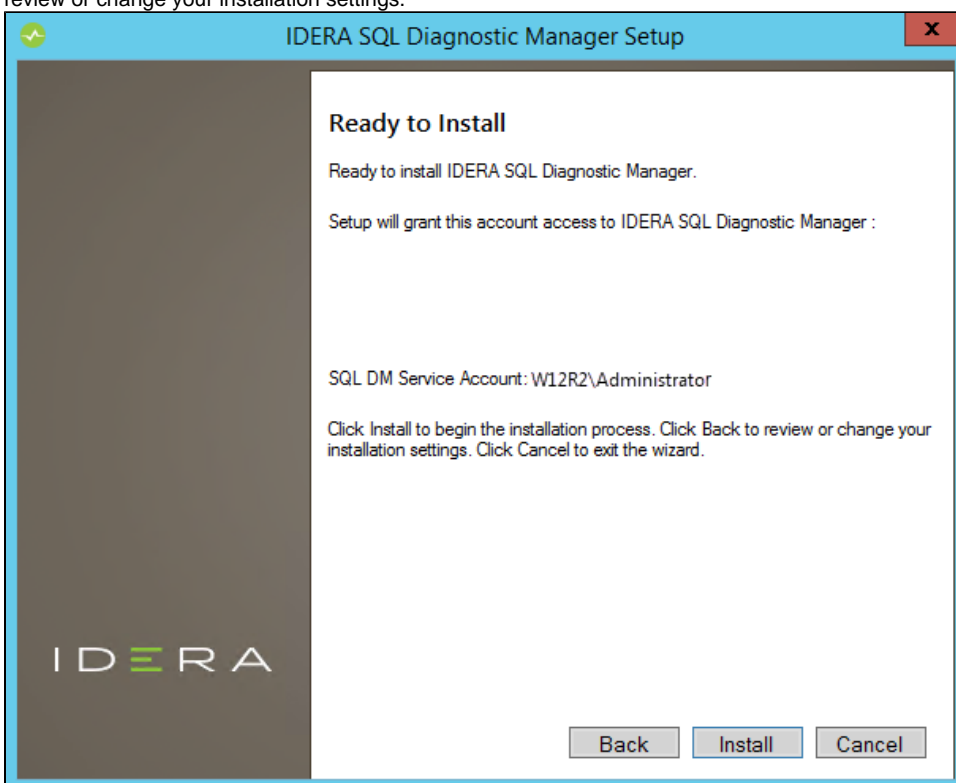 review or change your installation settings.
IDERA SQL Diagnostic Manager Setup
x
Ready to Install
Ready to install IDERA SQL Diagnostic Manager.
Setup will grant this account access to IDERA SQL Diagnostic Manager :
SQL DM Service Account: W12R2\Administrator
Click Install to begin the installation process. Click Back to review or change your
installation settings. Click Cancel to exit the wizard.
IDERA
Back Install Cancel